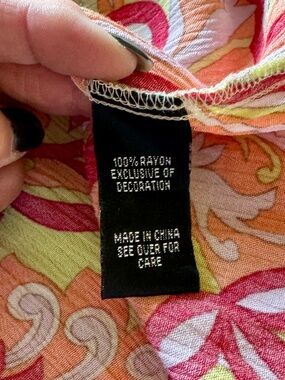 100% RAYON
EXCLUSIVE OF
DECORATION
MADE IN CHINA
SEE OVER FOR
CARE